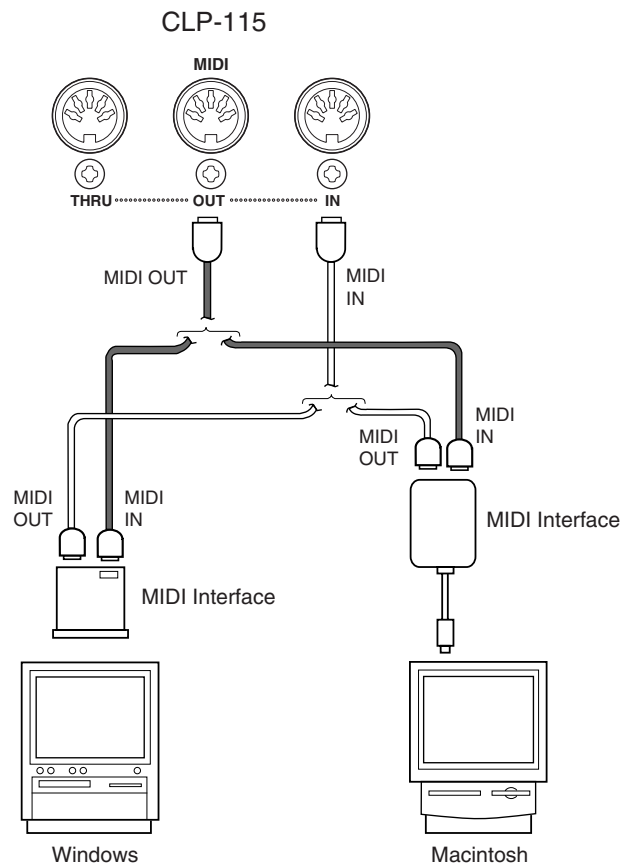 CLP-115
MIDI
THRU OUT IN
MIDI OUT
MIDI
IN
MIDI
OUT
MIDI
IN
MIDI
OUT
MIDI
IN
MIDI Interface
MIDI Interface
Windows
Macintosh